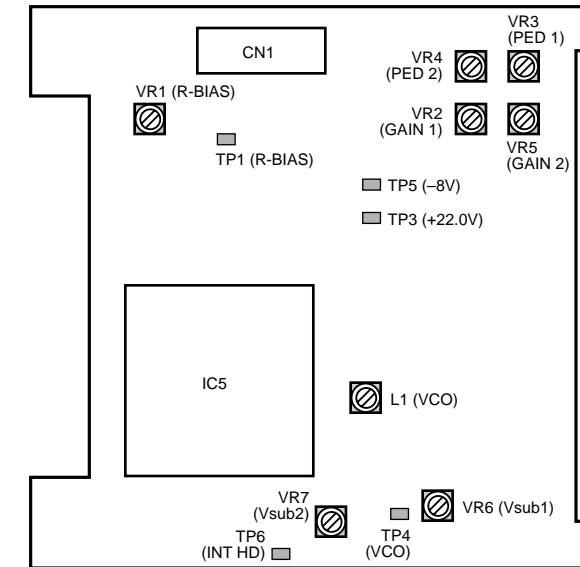 VR3
(PED 1)
CN1
VR4
(PED 2)
VR1 (R-BIAS)
VR2
(GAIN 1)
TP1 (R-BIAS)
VR5
(GAIN 2)
TP5 (–8V)
TP3 (+22.0V)
IC5
L1 (VCO)
VR7
(Vsub2)
VR6 (Vsub1)
TP6
(INT HD)
TP4
(VCO)